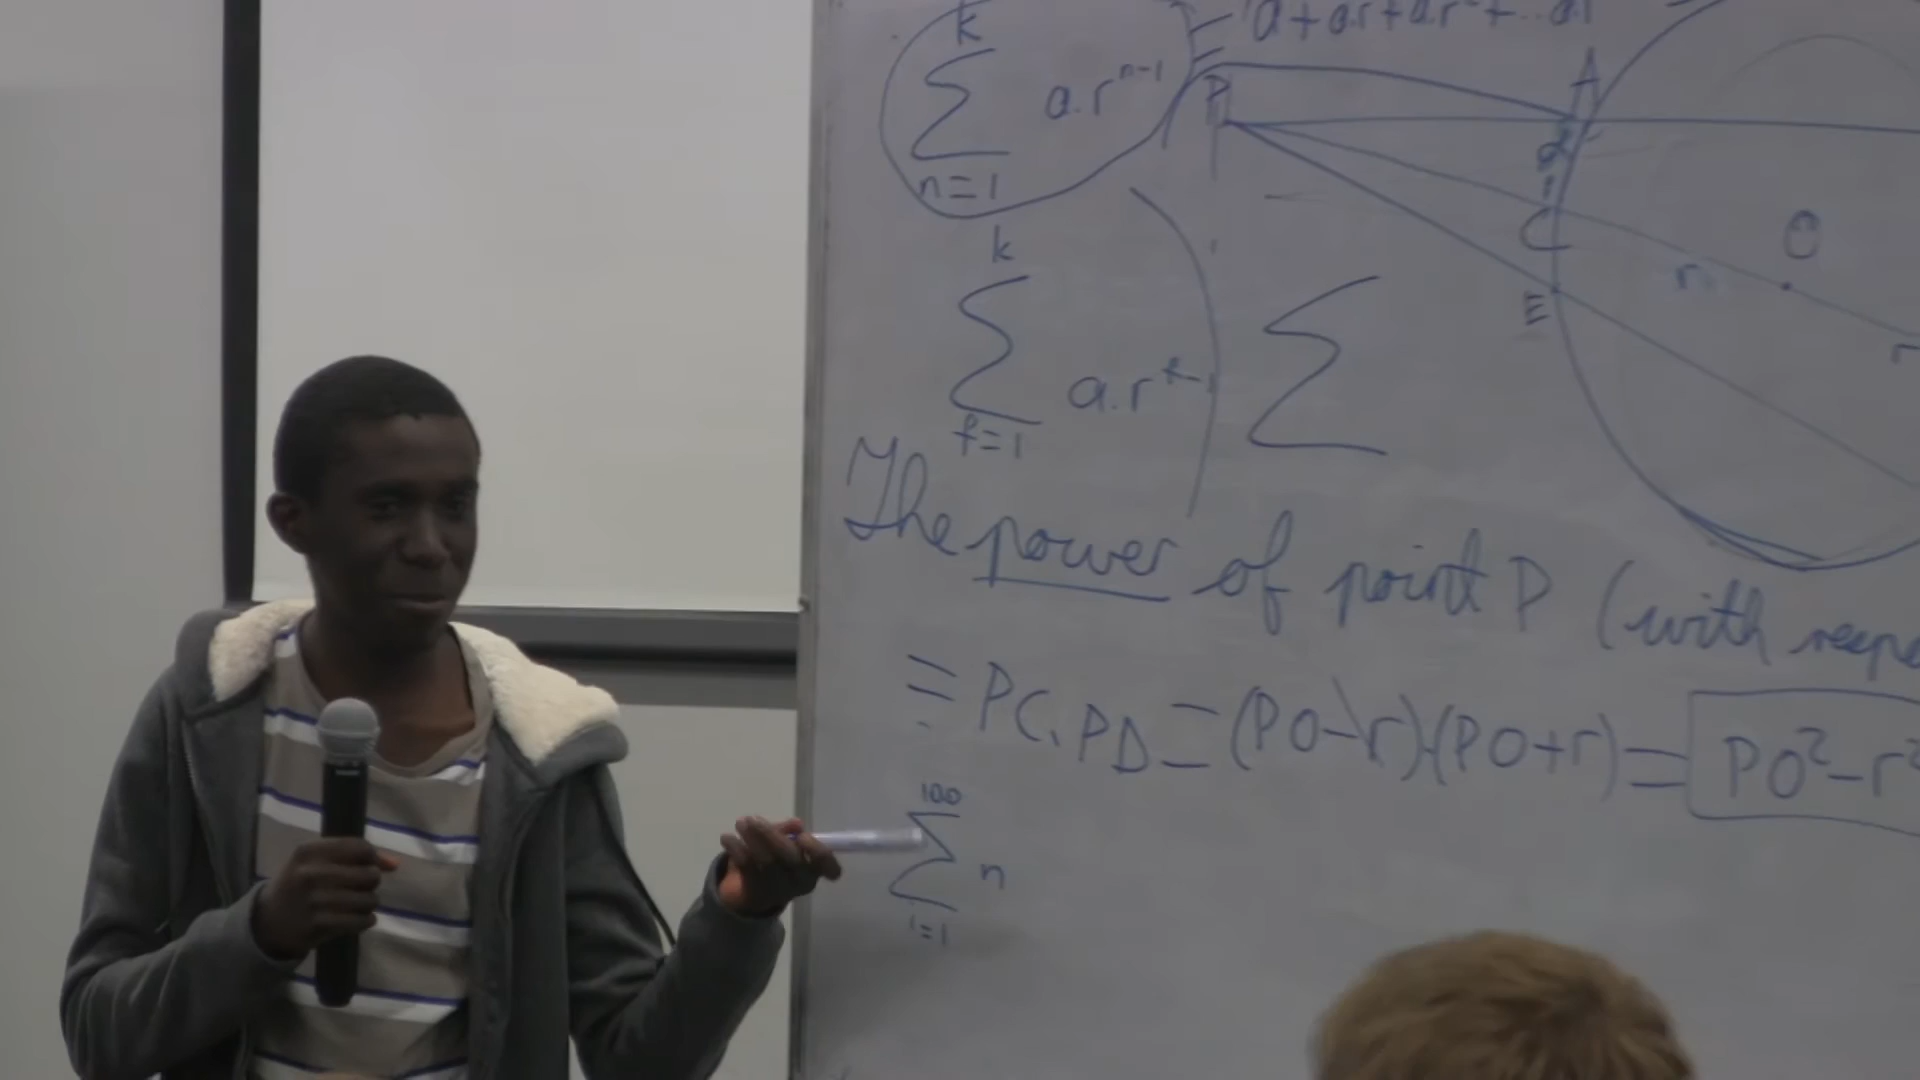 k
Σ a.r^n-1 = a + ar + ar
n=1
P
A
C
O
r
E
r
k
Σ a.r
=1
Σ
The power of point P (with respe
= PC.PD = (PO-r).(PO+r) = PO²-r²
100
Σ n
i=1